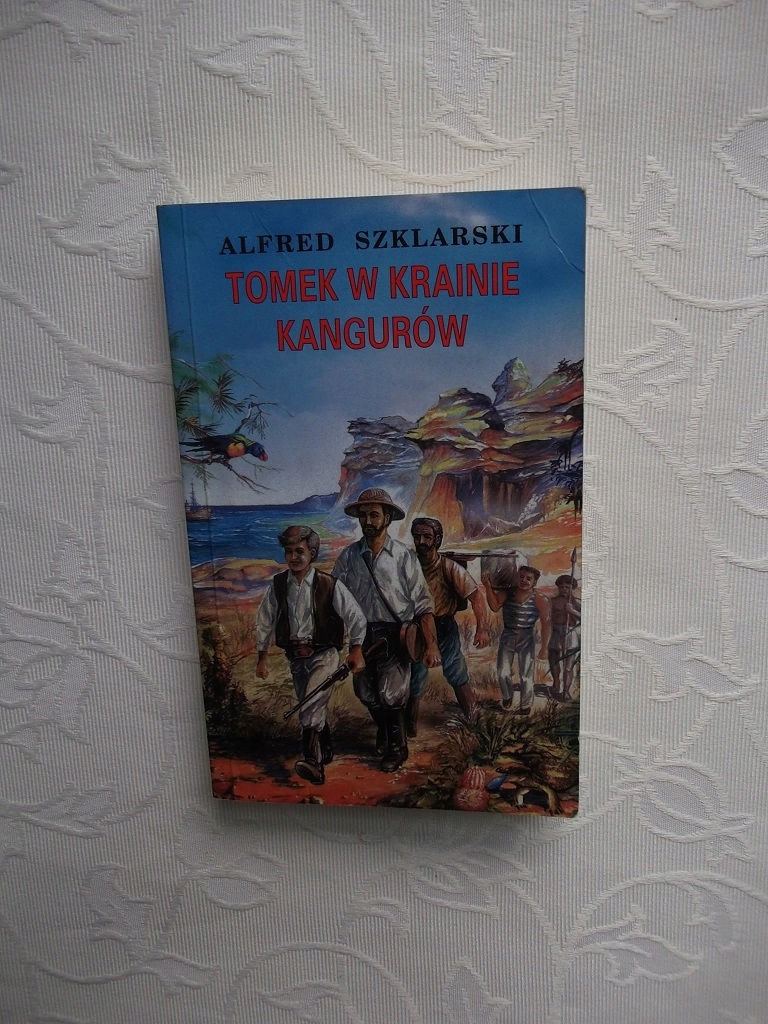 ALFRED SZKLARSKI
TOMEK W KRAINIE
KANGURÓW